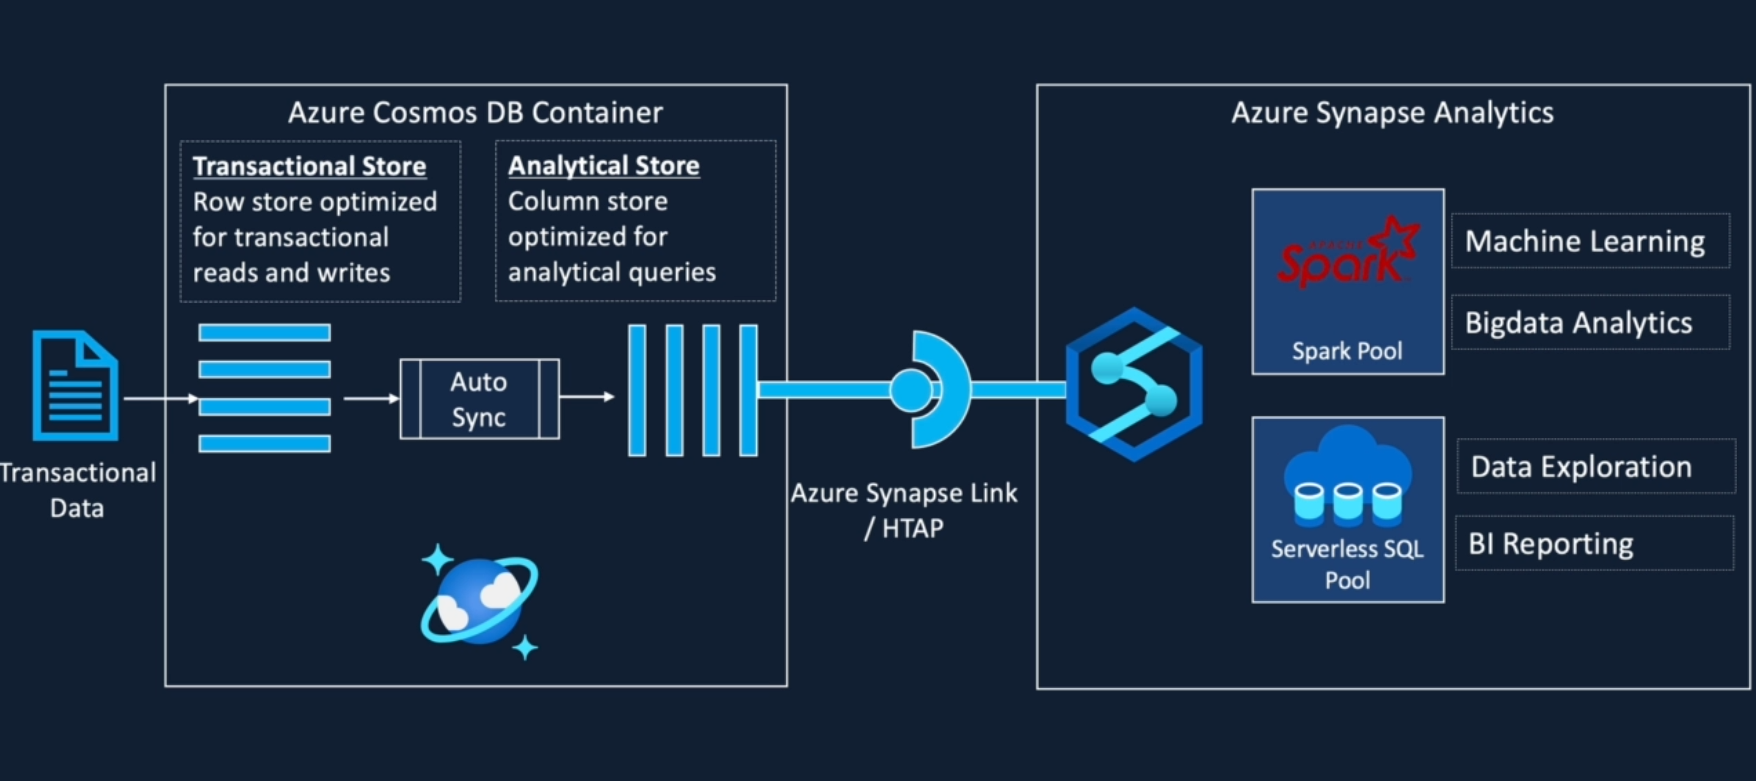 Azure Cosmos DB Container
Transactional Store
Row store optimized
for transactional
reads and writes
Analytical Store
Column store
optimized for
analytical queries
Auto
Sync
Transactional
Data
Azure Synapse Link
/ HTAP
Azure Synapse Analytics
APACHE
Spark
Spark Pool
Machine Learning
Bigdata Analytics
Serverless SQL
Pool
Data Exploration
BI Reporting